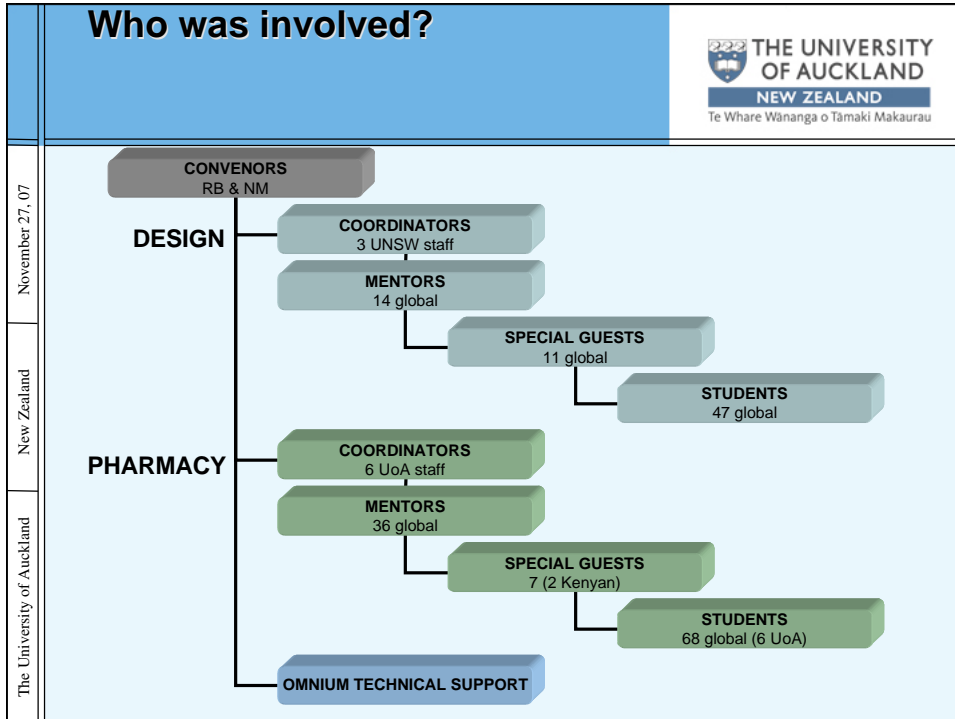 Who was involved?
THE UNIVERSITY
OF AUCKLAND
NEW ZEALAND
Te Whare Wānanga o Tāmaki Makaurau
November 27, 07
New Zealand
The University of Auckland
CONVENORS
RB & NM
DESIGN
COORDINATORS
3 UNSW staff
MENTORS
14 global
SPECIAL GUESTS
11 global
STUDENTS
47 global
PHARMACY
COORDINATORS
6 UoA staff
MENTORS
36 global
SPECIAL GUESTS
7 (2 Kenyan)
STUDENTS
68 global (6 UoA)
OMNIUM TECHNICAL SUPPORT